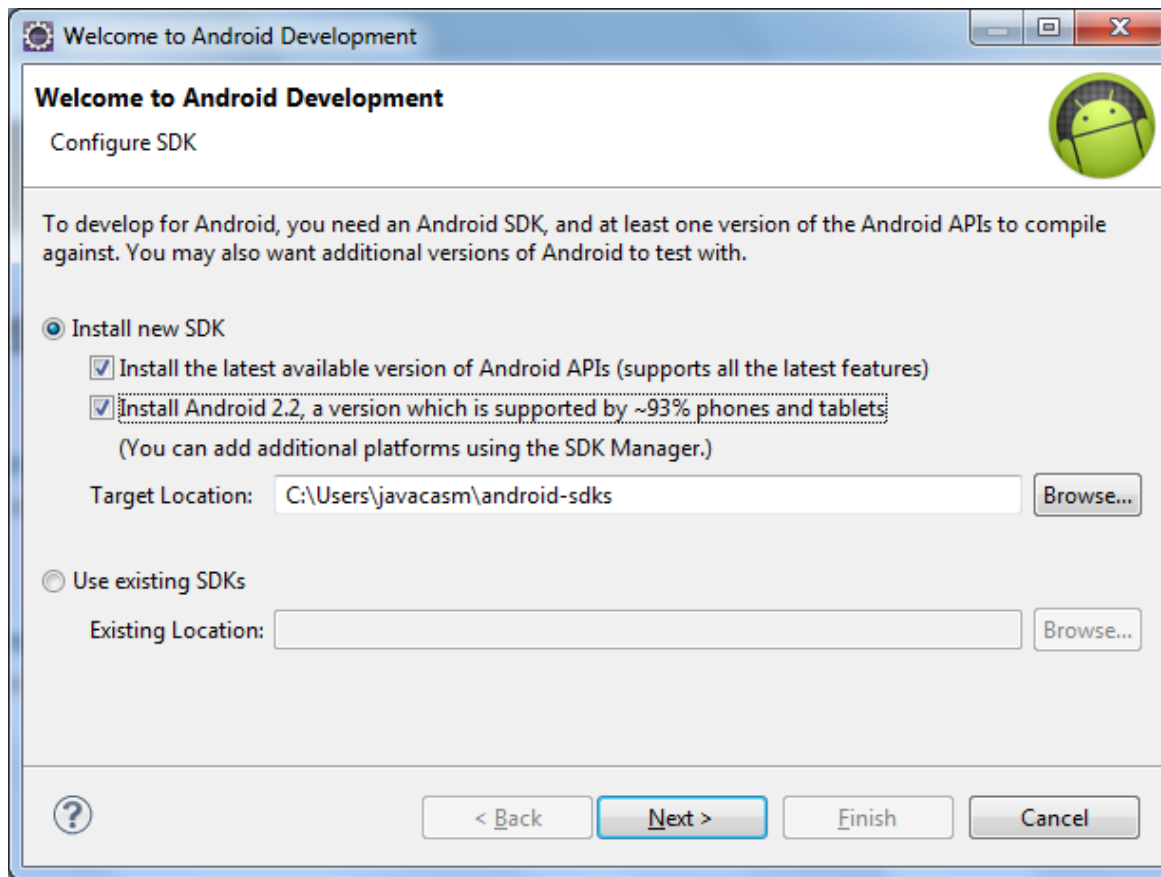 Welcome to Android Development
Welcome to Android Development
Configure SDK
To develop for Android, you need an Android SDK, and at least one version of the Android APIs to compile
against. You may also want additional versions of Android to test with.
Install new SDK
Install the latest available version of Android APIs (supports all the latest features)
Install Android 2.2, a version which is supported by ~93% phones and tablets
(You can add additional platforms using the SDK Manager.)
Target Location: C:\Users\javacasm\android-sdks Browse...
Use existing SDKs
Existing Location: Browse...
? < Back Next > Finish Cancel